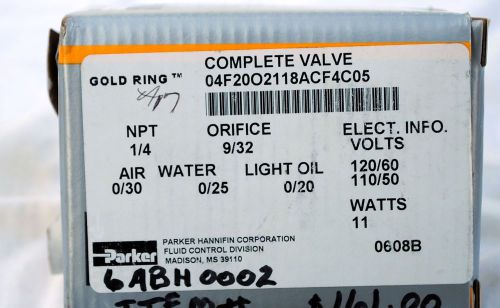 COMPLETE VALVE
GOLD RING™ 04F20O2118ACF4C05
NPT ORIFICE ELECT. INFO.
1/4 9/32 VOLTS
AIR WATER LIGHT OIL 120/60
0/30 0/25 0/20 110/50
WATTS
11
Parker PARKER HANNIFIN CORPORATION
FLUID CONTROL DIVISION 0608B
MADISON, MS 39110
6ABH0002
ITEM#